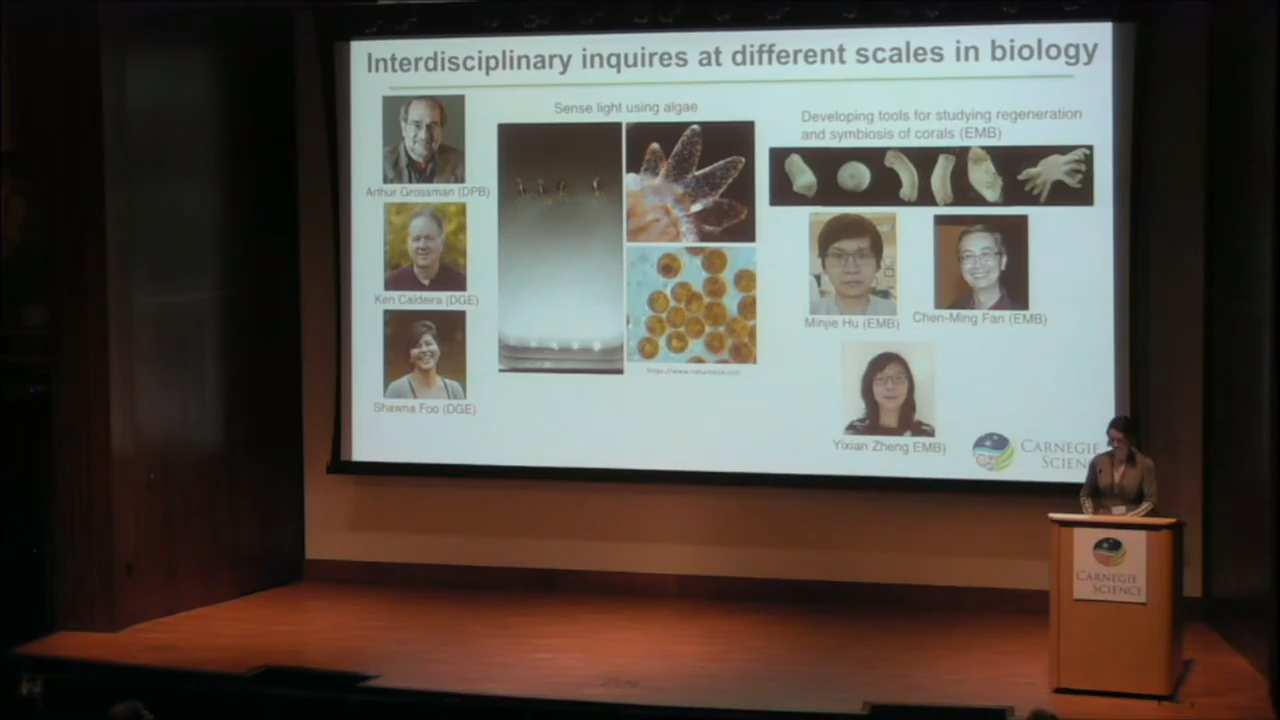 Interdisciplinary inquires at different scales in biology
Arthur Grossman (DPB)
Ken Caldeira (DGE)
Shawna Foo (DGE)
Sense light using algae
Developing tools for studying regeneration
and symbiosis of corals (EMB)
Minjie Hu (EMB)
Chen-Ming Fan (EMB)
Yixian Zheng EMB)
CARNEGIE
SCIENC
CARNEGIE
SCIENCE